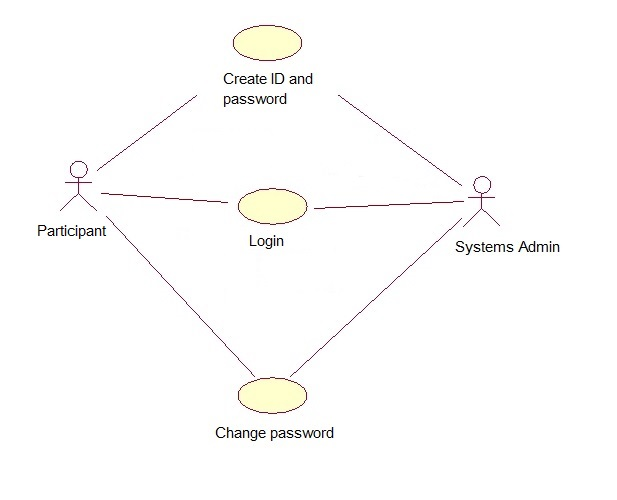 Create ID and
password
Participant
Login
Systems Admin
Change password